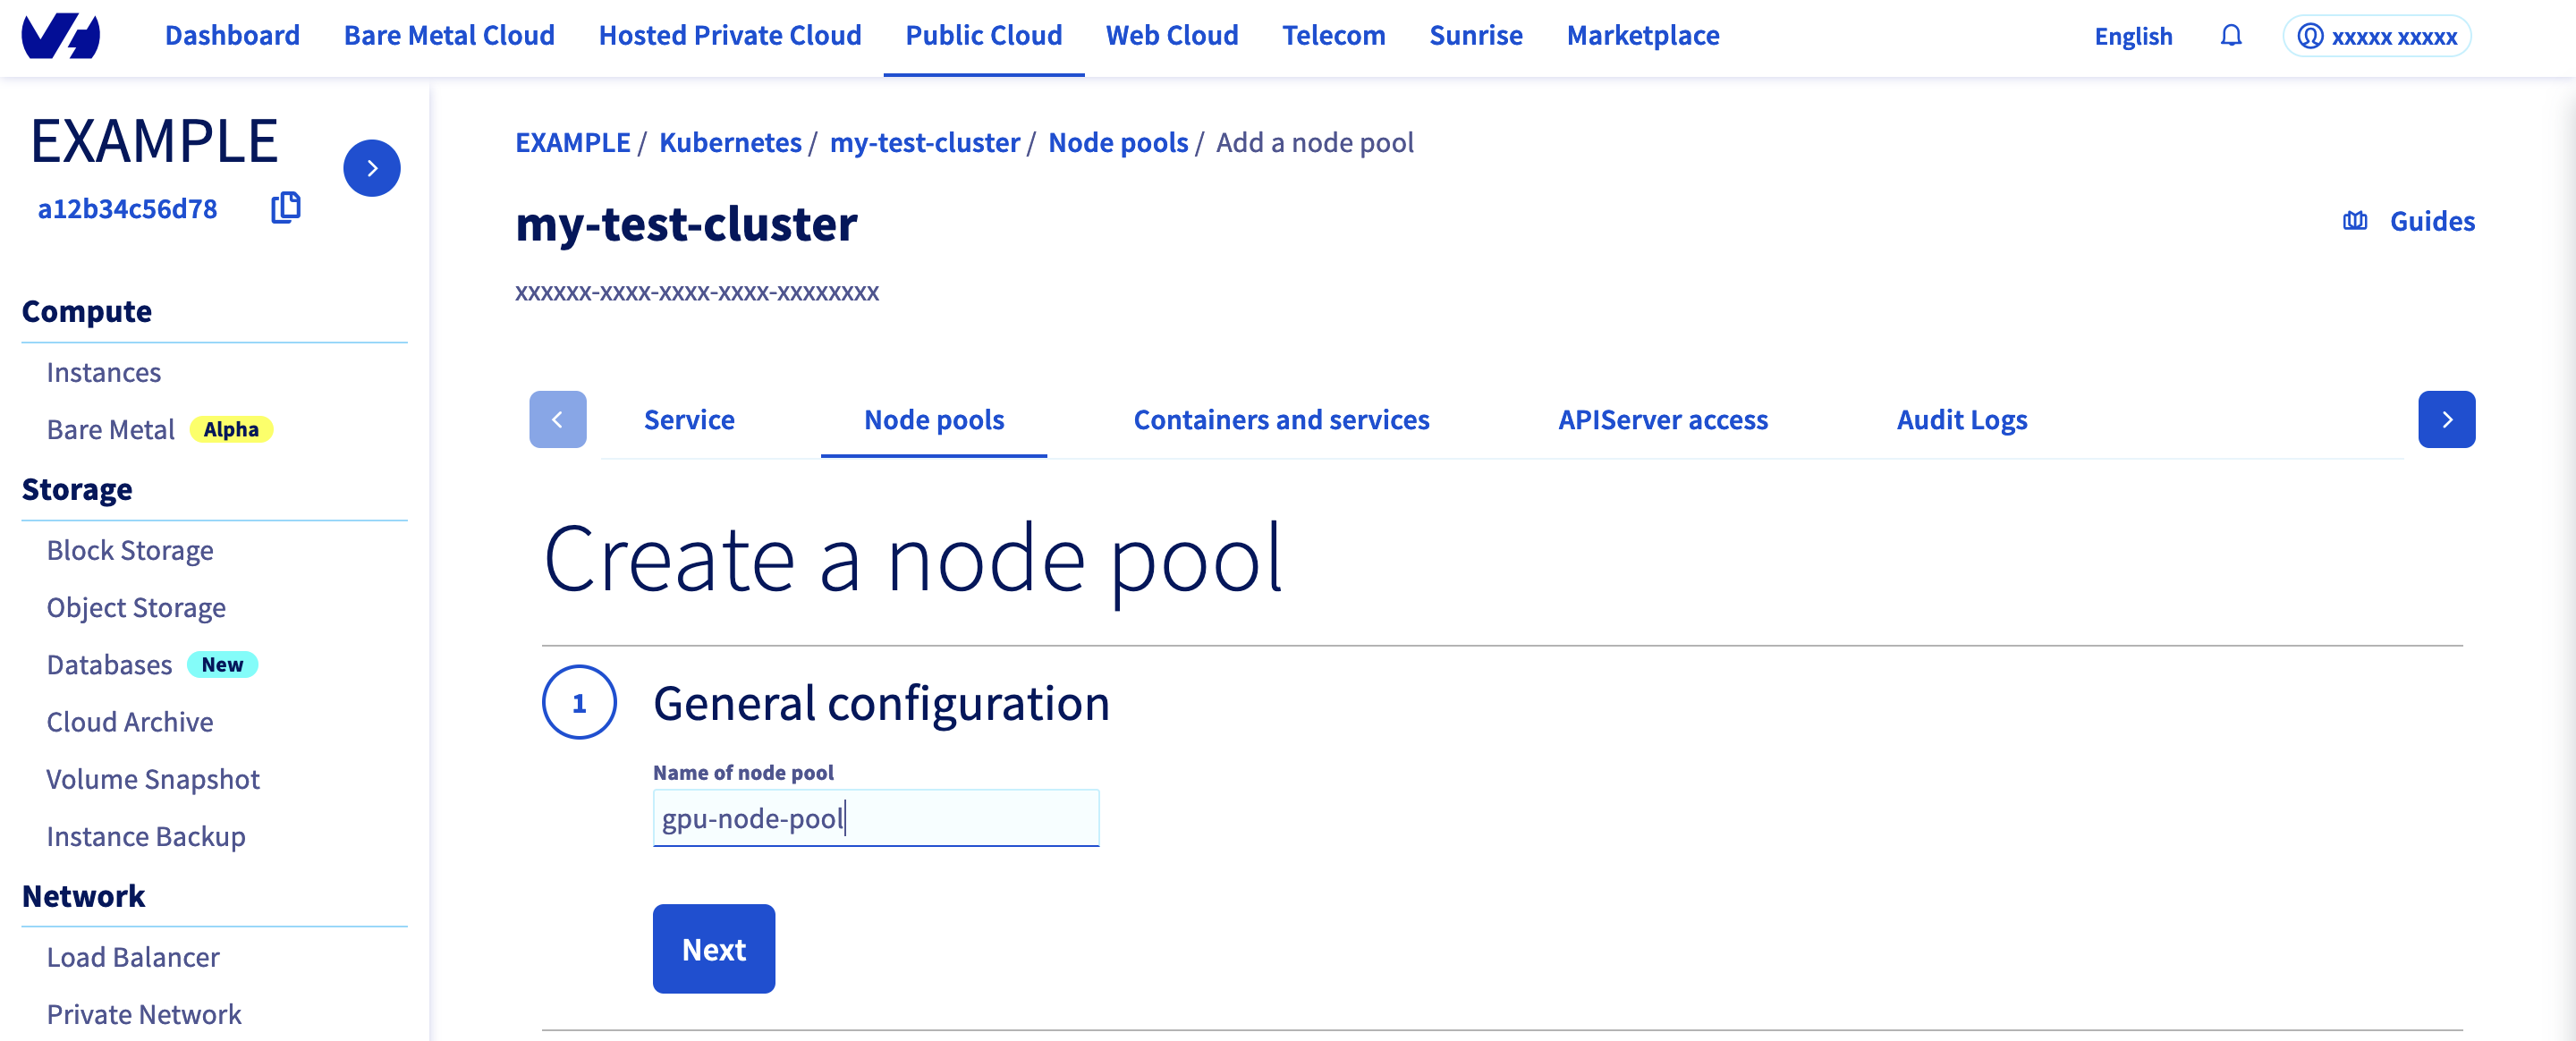 Dashboard Bare Metal Cloud Hosted Private Cloud Public Cloud Web Cloud Telecom Sunrise Marketplace English xxxxx xxxxx
EXAMPLE
a12b34c56d78
Compute
Instances
Bare Metal Alpha
Storage
Block Storage
Object Storage
Databases New
Cloud Archive
Volume Snapshot
Instance Backup
Network
Load Balancer
Private Network
EXAMPLE / Kubernetes / my-test-cluster / Node pools / Add a node pool
my-test-cluster
Guides
xxxxxx-xxxx-xxxx-xxxx-xxxxxxxx
Service Node pools Containers and services APIServer access Audit Logs
Create a node pool
1 General configuration
Name of node pool
gpu-node-pool
Next